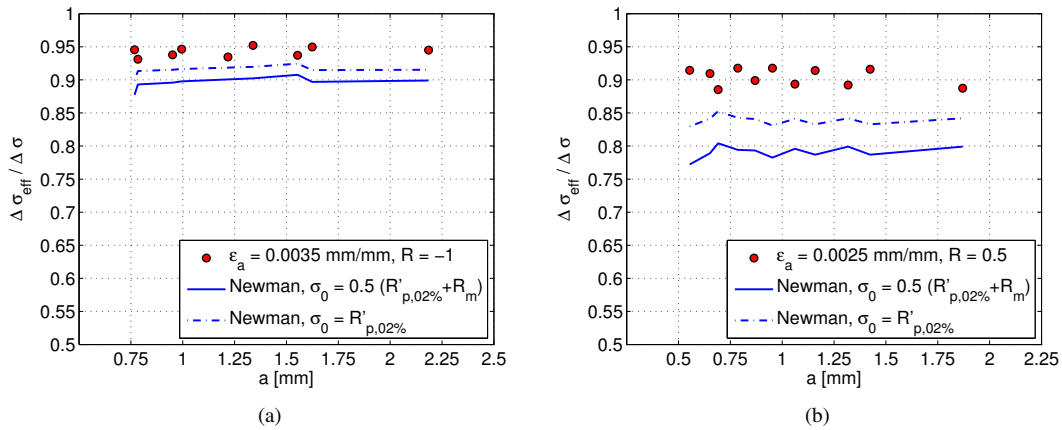 1
0.95
0.9
0.85
0.8
0.75
0.7
0.65
0.6
0.55
0.5
Δ σeff / Δ σ
εa = 0.0035 mm/mm, R = −1
Newman, σ0 = 0.5 (R'p,02%+Rm)
Newman, σ0 = R'p,02%
0.75 1 1.25 1.5 1.75 2 2.25 2.5
a [mm]
(a)
1
0.95
0.9
0.85
0.8
0.75
0.7
0.65
0.6
0.55
0.5
Δ σeff / Δ σ
εa = 0.0025 mm/mm, R = 0.5
Newman, σ0 = 0.5 (R'p,02%+Rm)
Newman, σ0 = R'p,02%
0.5 0.75 1 1.25 1.5 1.75 2 2.25
a [mm]
(b)